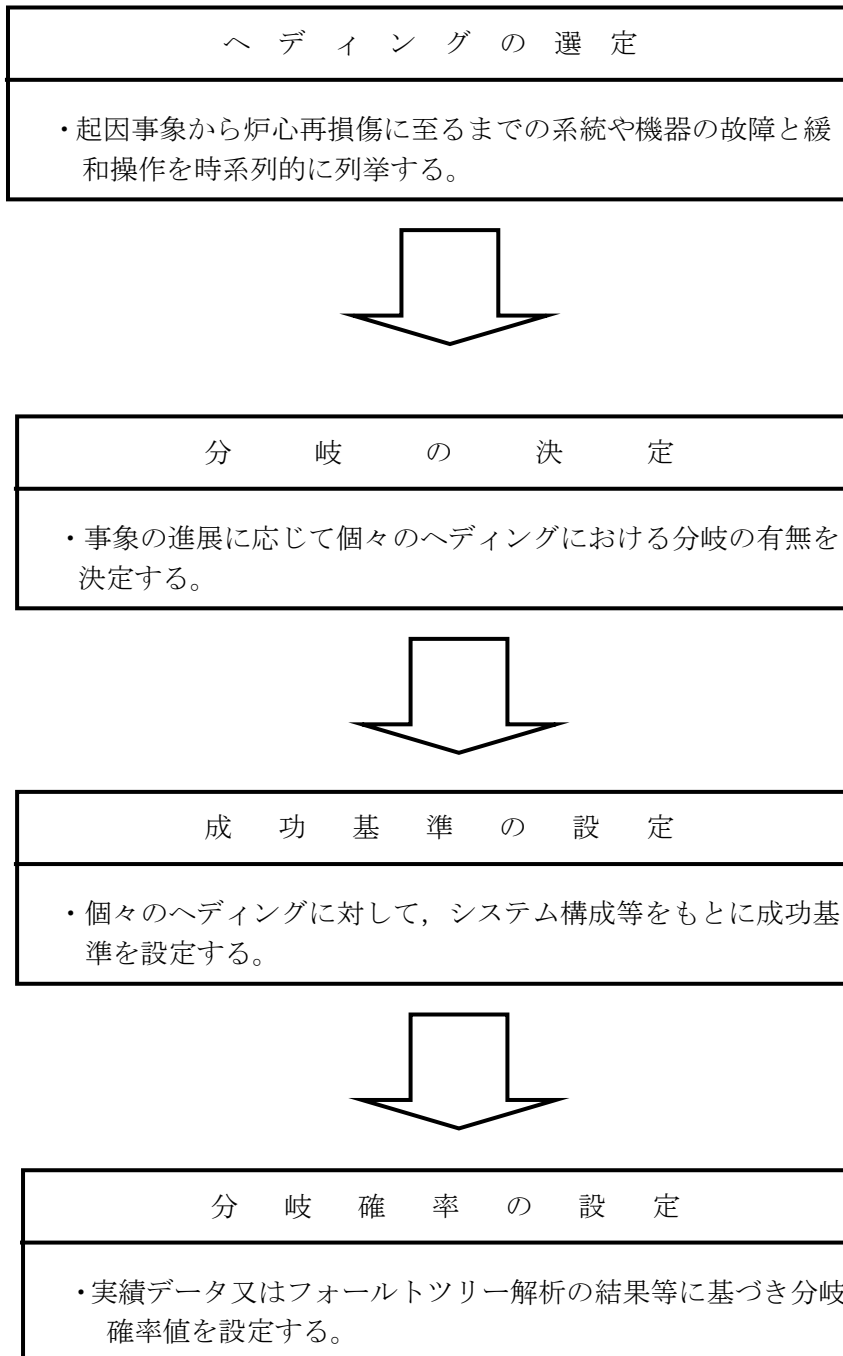 ヘディングの選定
・起因事象から炉心再損傷に至るまでの系統や機器の故障と緩
和操作を時系列的に列挙する。
分岐の決定
・事象の進展に応じて個々のヘディングにおける分岐の有無を
決定する。
成功基準の設定
・個々のヘディングに対して，システム構成等をもとに成功基
準を設定する。
分岐確率の設定
・実績データ又はフォールトツリー解析の結果等に基づき分岐
確率値を設定する。